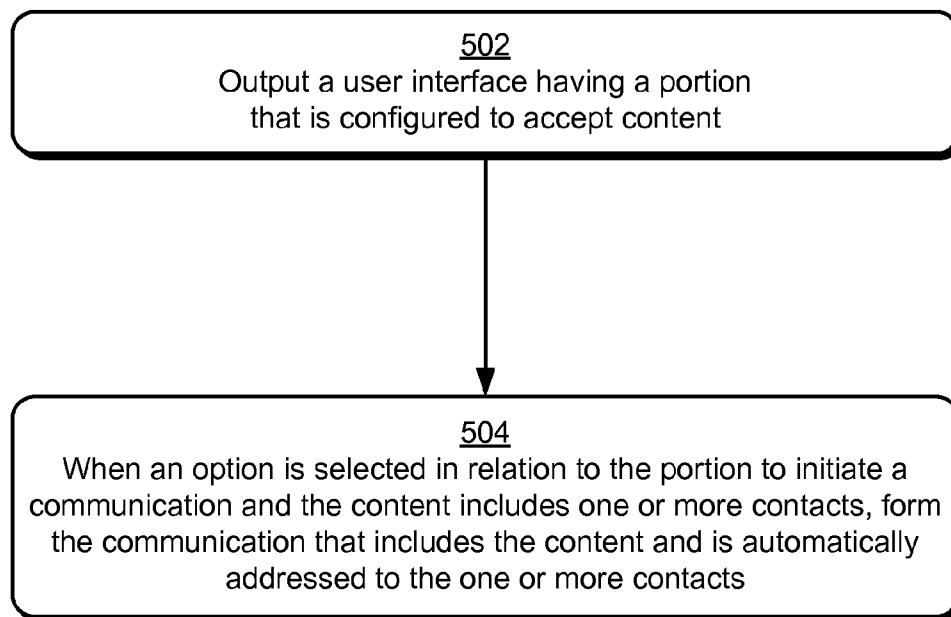 502
Output a user interface having a portion
that is configured to accept content
504
When an option is selected in relation to the portion to initiate a
communication and the content includes one or more contacts, form
the communication that includes the content and is automatically
addressed to the one or more contacts